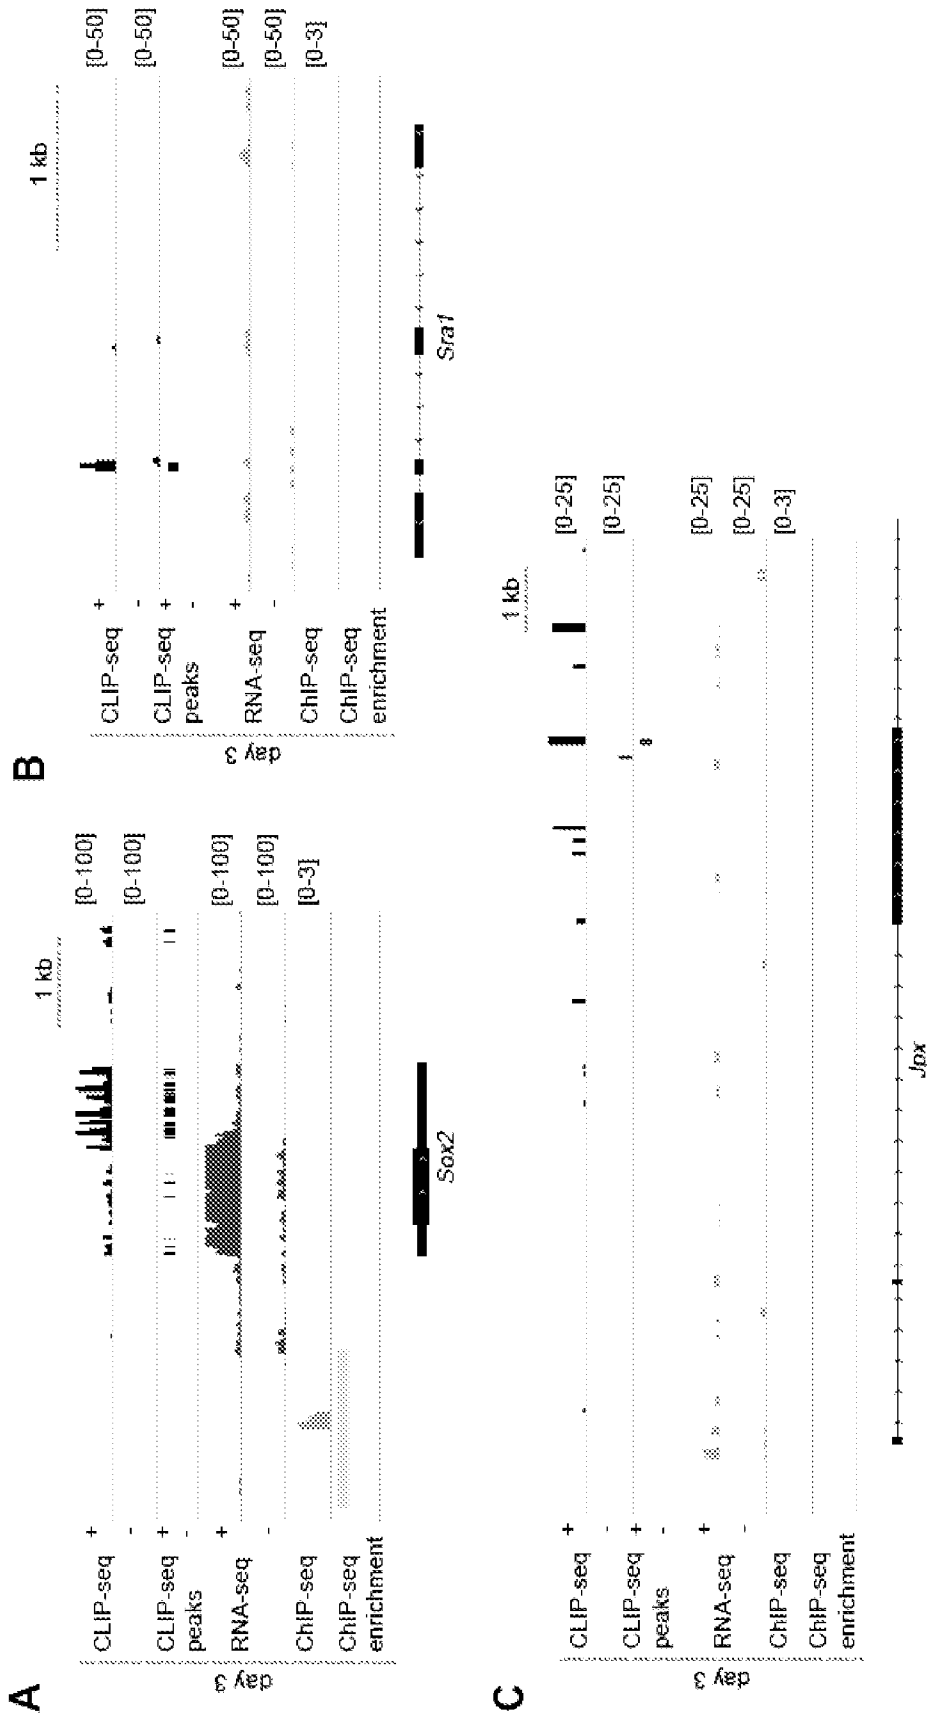 A
1 kb
day 3
CLIP-seq + [0-100]
- [0-100]
CLIP-seq +
peaks -
RNA-seq + [0-100]
- [0-100]
ChIP-seq [0-3]
ChIP-seq
enrichment
Sox2
B
1 kb
day 3
CLIP-seq + [0-50]
- [0-50]
CLIP-seq +
peaks -
RNA-seq + [0-50]
- [0-50]
ChIP-seq [0-3]
ChIP-seq
enrichment
Sra1
C
1 kb
day 3
CLIP-seq + [0-25]
- [0-25]
CLIP-seq +
peaks -
RNA-seq + [0-25]
- [0-25]
ChIP-seq [0-3]
ChIP-seq
enrichment
Jpx